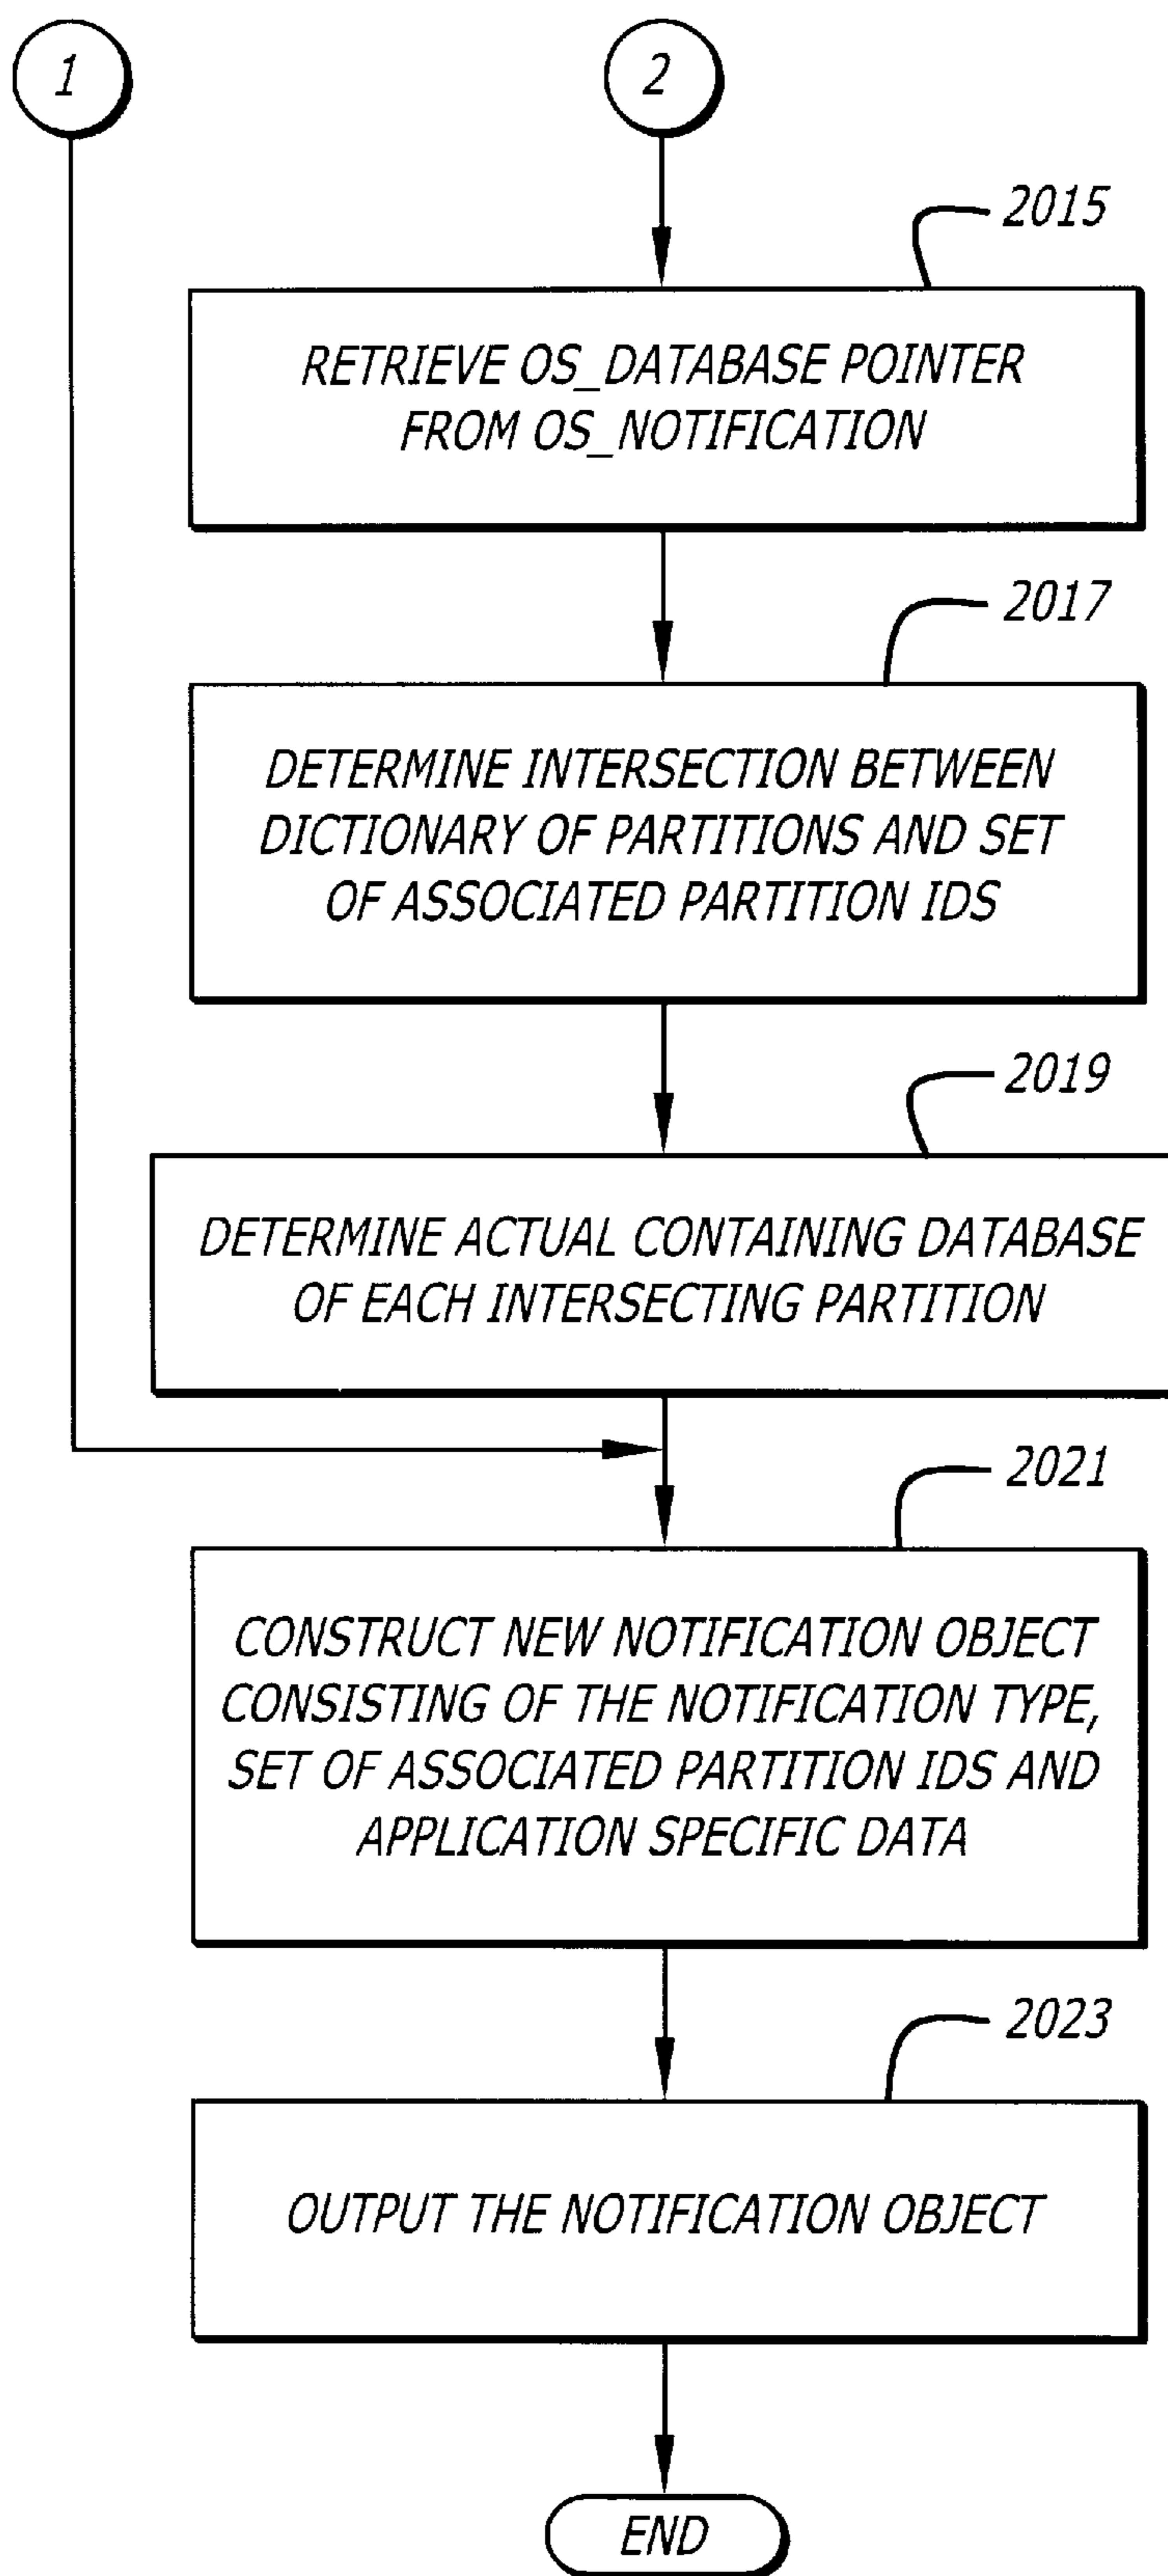 1
2
2015
RETRIEVE OS_DATABASE POINTER
FROM OS_NOTIFICATION
2017
DETERMINE INTERSECTION BETWEEN
DICTIONARY OF PARTITIONS AND SET
OF ASSOCIATED PARTITION IDS
2019
DETERMINE ACTUAL CONTAINING DATABASE
OF EACH INTERSECTING PARTITION
2021
CONSTRUCT NEW NOTIFICATION OBJECT
CONSISTING OF THE NOTIFICATION TYPE,
SET OF ASSOCIATED PARTITION IDS AND
APPLICATION SPECIFIC DATA
2023
OUTPUT THE NOTIFICATION OBJECT
END